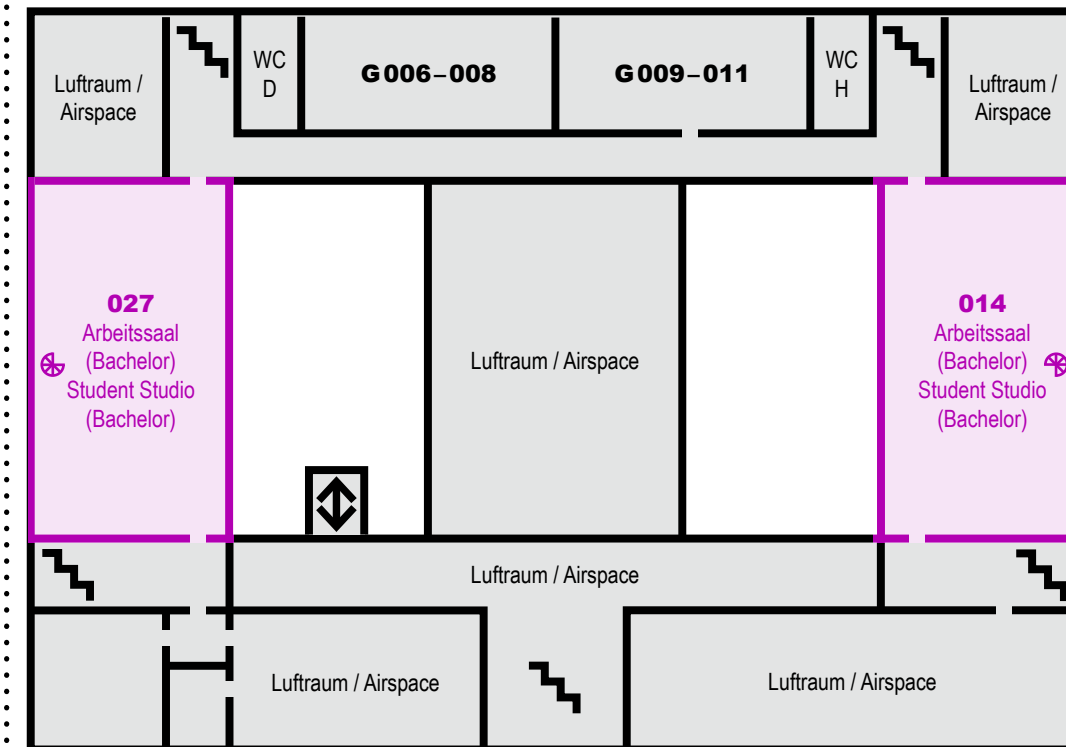 Luftraum /
Airspace
WC
D
G006–008
G009–011
WC
H
Luftraum /
Airspace
027
Arbeitssaal
(Bachelor)
Student Studio
(Bachelor)
Luftraum / Airspace
014
Arbeitssaal
(Bachelor)
Student Studio
(Bachelor)
Luftraum / Airspace
Luftraum / Airspace
Luftraum / Airspace